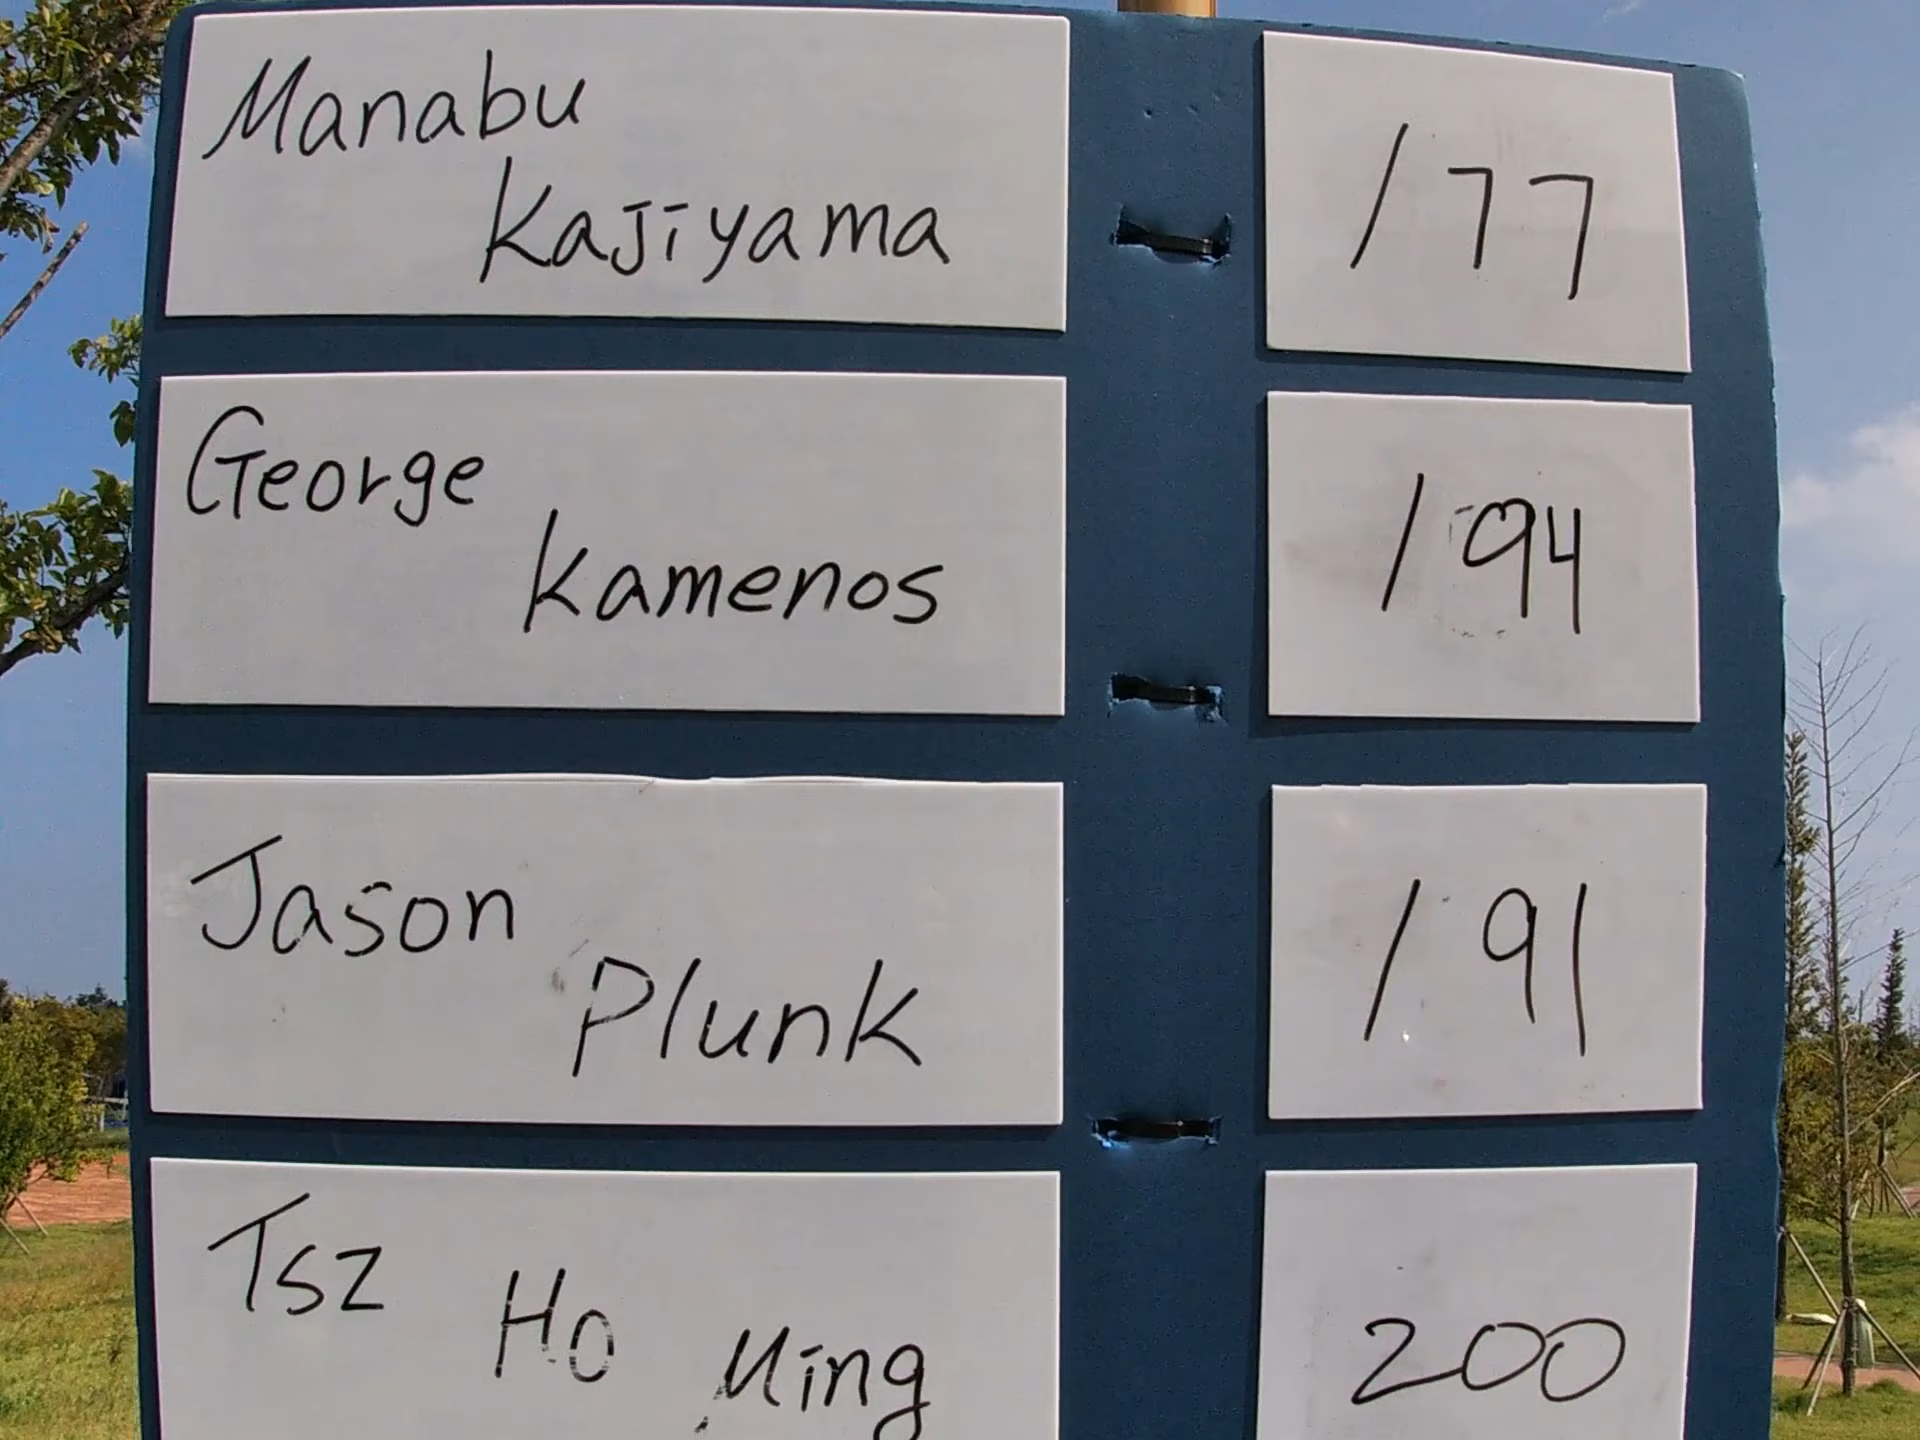 Manabu
Kajiyama
177
George
Kamenos
194
Jason
Plunk
191
Tsz Ho Ming
200